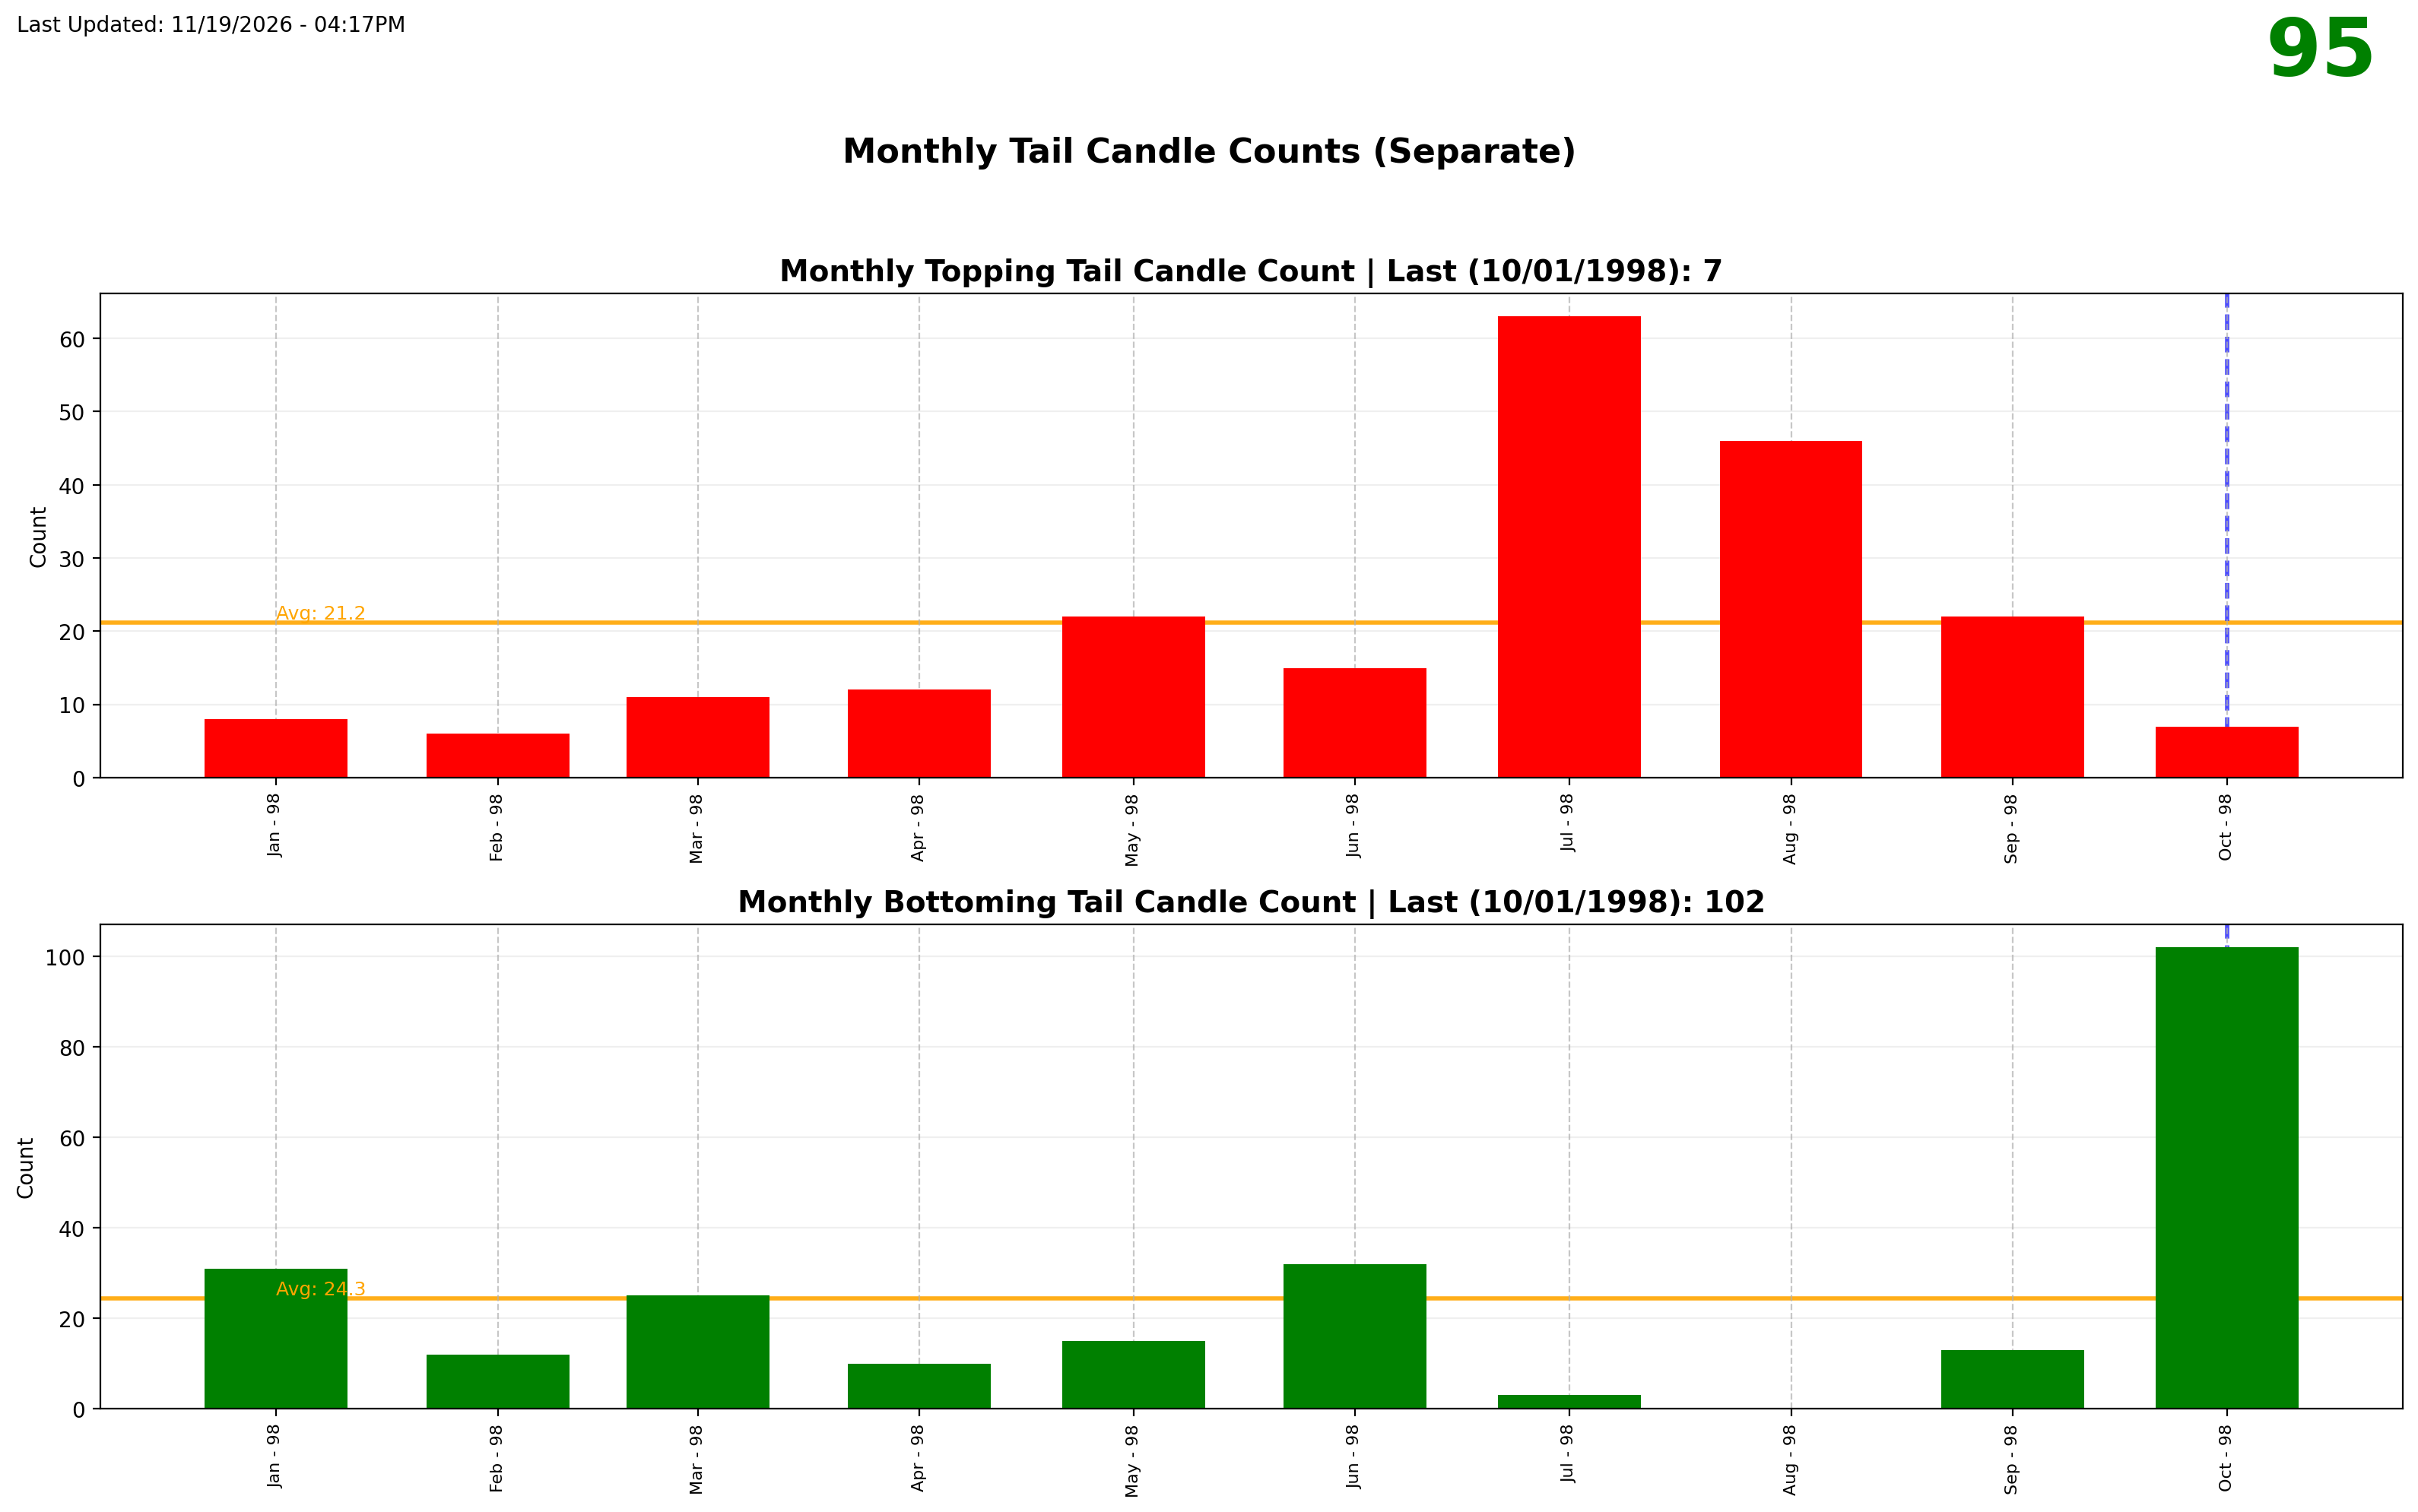 Last Updated: 11/19/2026 - 04:17PM
95
Monthly Tail Candle Counts (Separate)
Monthly Topping Tail Candle Count | Last (10/01/1998): 7
Count
60
50
40
30
20
10
0
Avg: 21.2
Jan - 98
Feb - 98
Mar - 98
Apr - 98
May - 98
Jun - 98
Jul - 98
Aug - 98
Sep - 98
Oct - 98
Monthly Bottoming Tail Candle Count | Last (10/01/1998): 102
Count
100
80
60
40
20
0
Avg: 24.3
Jan - 98
Feb - 98
Mar - 98
Apr - 98
May - 98
Jun - 98
Jul - 98
Aug - 98
Sep - 98
Oct - 98